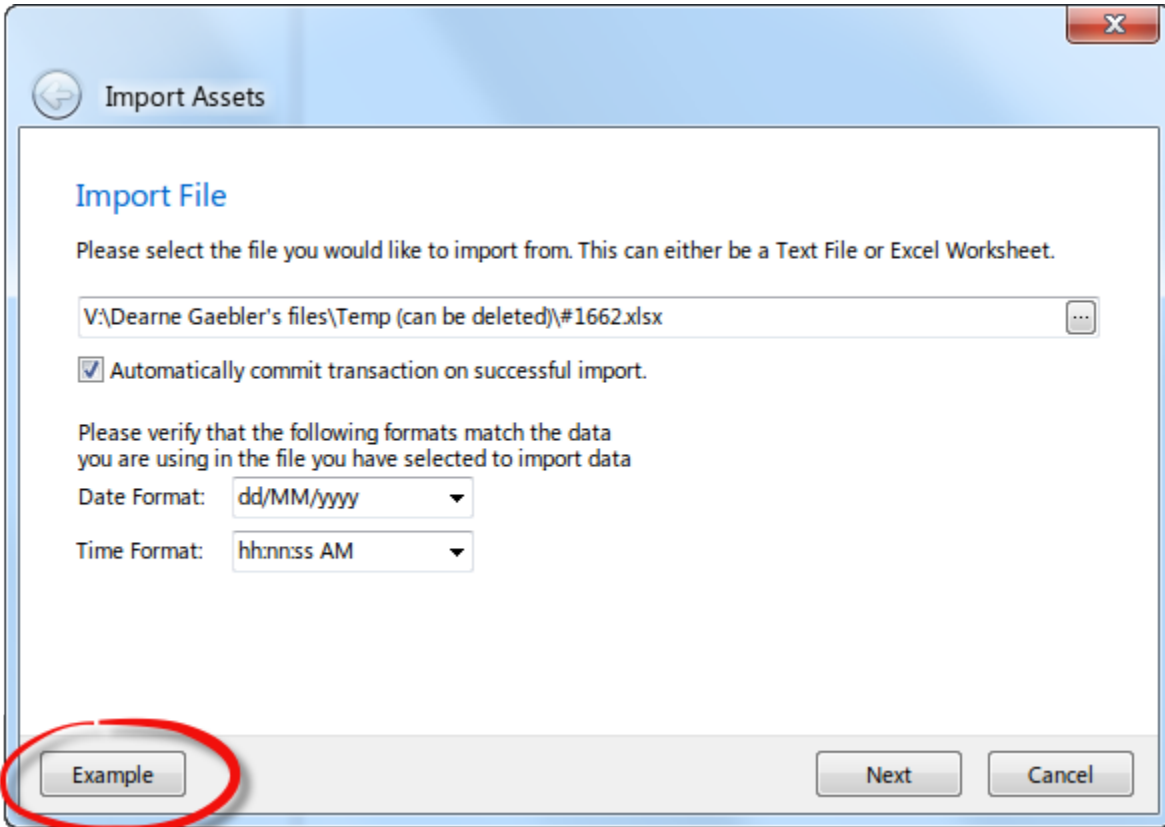 Import Assets
Import File
Please select the file you would like to import from. This can either be a Text File or Excel Worksheet.
V:\Dearne Gaebler's files\Temp (can be deleted)\#1662.xlsx
...
Automatically commit transaction on successful import.
Please verify that the following formats match the data
you are using in the file you have selected to import data
Date Format: dd/MM/yyyy
Time Format: hh:nn:ss AM
Example Next Cancel